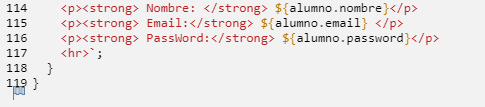 114 <p><strong> Nombre: </strong> ${alumno.nombre}</p>
115 <p><strong> Email:</strong> ${alumno.email} </p>
116 <p><strong> PassWord:</strong> ${alumno.password}</p>
117 <hr>`;
118 }
119 }